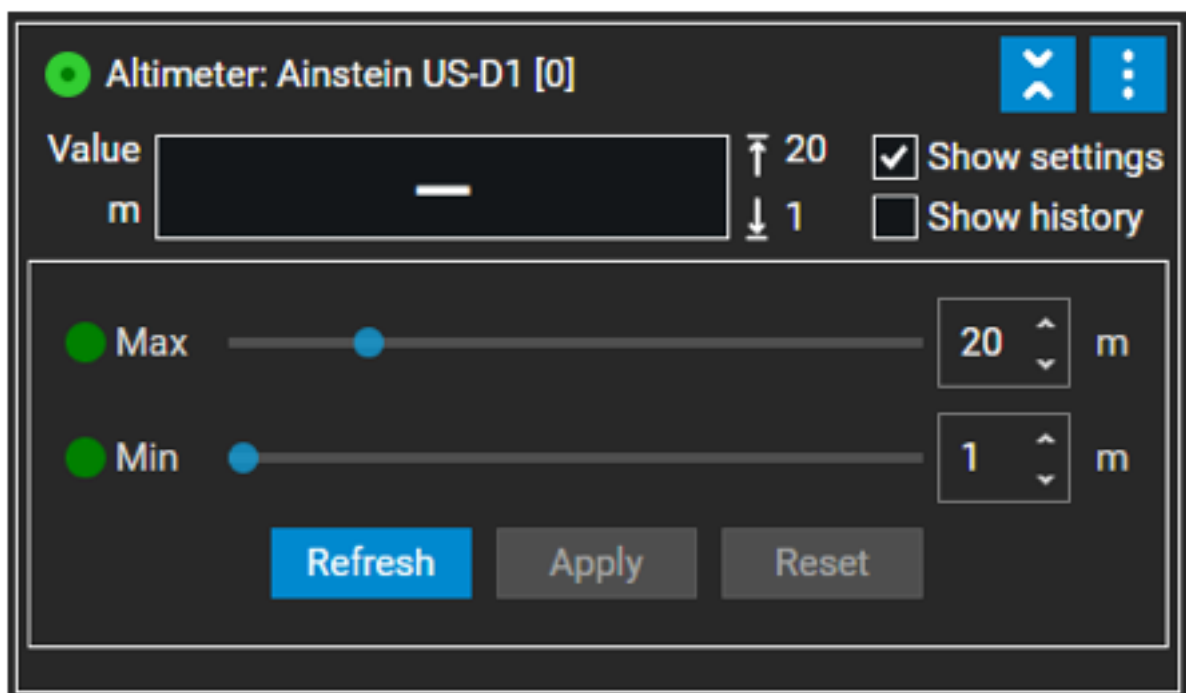 Altimeter: Ainstein US-D1 [0]
Value
m
—
20
1
Show settings
Show history
Max
20
m
Min
1
m
Refresh
Apply
Reset